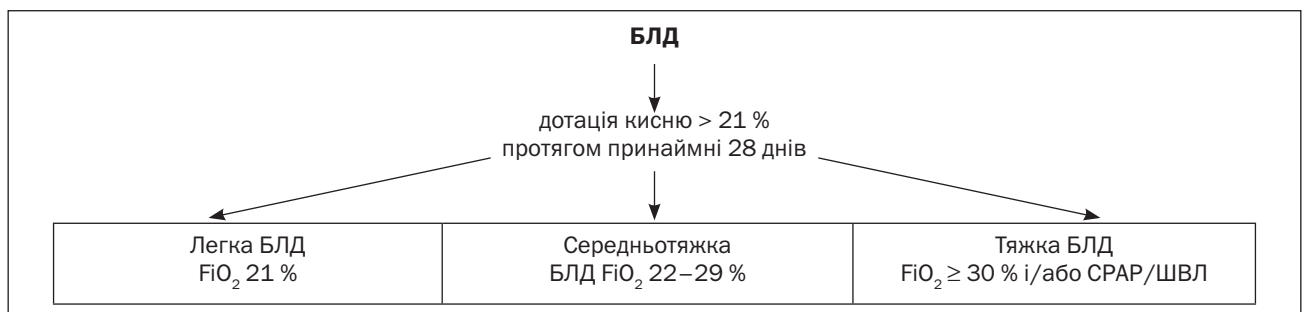 БЛД
дотація кисню > 21 %
протягом принаймні 28 днів
Легка БЛД
FiO₂ 21 %
Середньотяжка
БЛД FiO₂ 22–29 %
Тяжка БЛД
FiO₂ ≥ 30 % і/або CPAP/ШВЛ